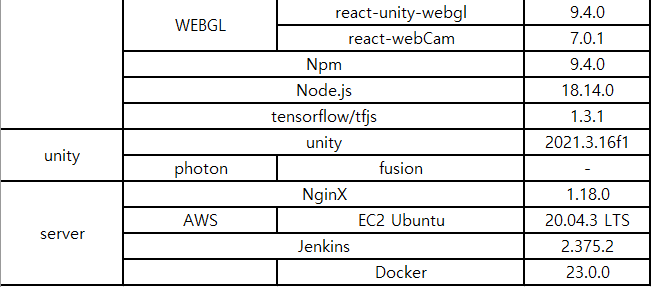 WEBGL react-unity-webgl 9.4.0
react-webCam 7.0.1
Npm 9.4.0
Node.js 18.14.0
tensorflow/tfjs 1.3.1
unity unity 2021.3.16f1
photon fusion -
server NginX 1.18.0
AWS EC2 Ubuntu 20.04.3 LTS
Jenkins 2.375.2
Docker 23.0.0